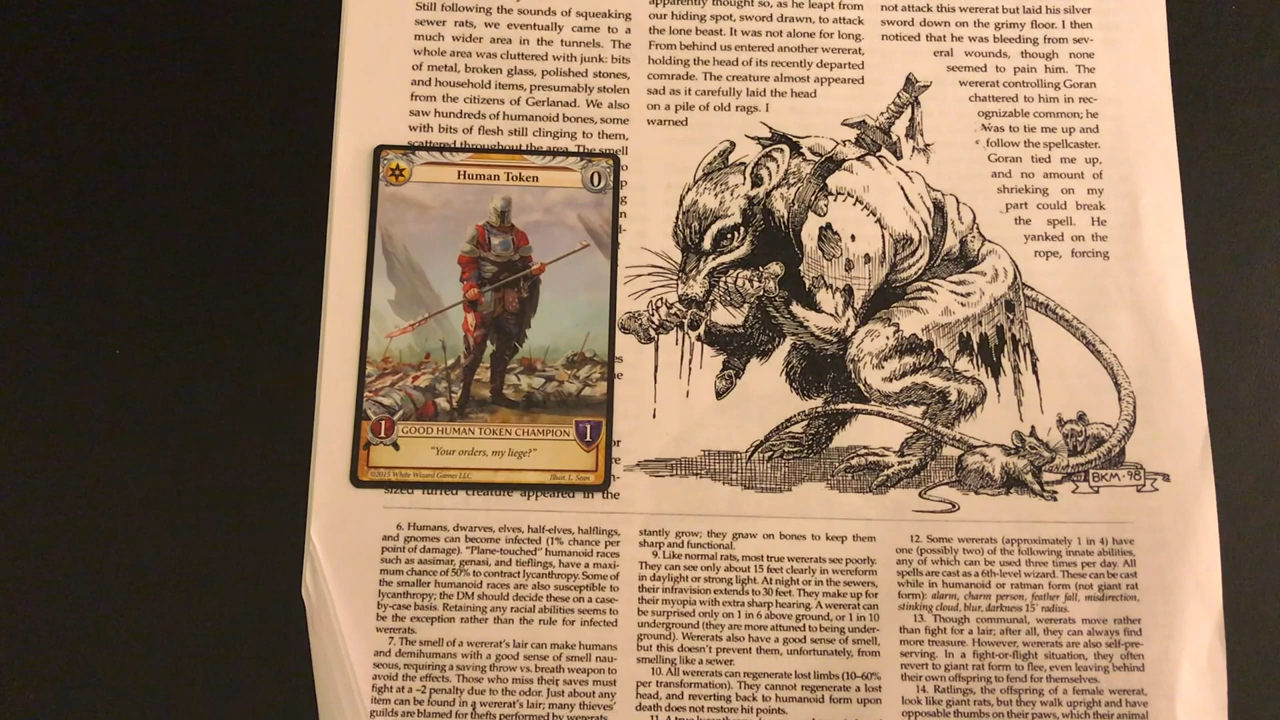 Still following the sounds of squeaking
sewer rats, we eventually came to a
much wider area in the tunnels. The
whole area was cluttered with junk: bits
of metal, broken glass, polished stones,
and household items, presumably stolen
from the citizens of Gerlanad. We also
saw hundreds of humanoid bones, some
with bits of flesh still clinging to them,
scattered throughout the area. The smell
Human Token
0
1
GOOD HUMAN TOKEN CHAMPION
1
"Your orders, my liege?"
©2015 White Wizard Games LLC
Illust. L. Sean
sized furred creature appeared in the
apparently thought so, as he leapt from
our hiding spot, sword drawn, to attack
the lone beast. It was not alone for long.
From behind us entered another wererat,
holding the head of its recently departed
comrade. The creature almost appeared
sad as it carefully laid the head
on a pile of old rags. I
warned
not attack this wererat but laid his silver
sword down on the grimy floor. I then
noticed that he was bleeding from sev-
eral wounds, though none
seemed to pain him. The
wererat controlling Goran
chattered to him in rec-
ognizable common; he
was to tie me up and
follow the spellcaster.
Goran tied me up,
and no amount of
shrieking on my
part could break
the spell. He
yanked on the
rope, forcing
BKM·98
6. Humans, dwarves, elves, half-elves, halflings,
and gnomes can become infected (1% chance per
point of damage). "Plane-touched" humanoid races
such as aasimar, genasi, and tieflings, have a maxi-
mum chance of 50% to contract lycanthropy. Some of
the smaller humanoid races are also susceptible to
lycanthropy; the DM should decide these on a case-
by-case basis. Retaining any racial abilities seems to
be the exception rather than the rule for infected
wererats.
7. The smell of a wererat's lair can make humans
and demihumans with a good sense of smell nau-
seous, requiring a saving throw vs. breath weapon to
avoid the effects. Those who miss their saves must
fight at a –2 penalty due to the odor. Just about any
item can be found in a wererat's lair; many thieves'
guilds are blamed for thefts performed by wererats.
stantly grow; they gnaw on bones to keep them
sharp and functional.
9. Like normal rats, most true wererats see poorly.
They can see only about 15 feet clearly in wereform
in daylight or strong light. At night or in the sewers,
their infravision extends to 30 feet. They make up for
their myopia with extra sharp hearing. A wererat can
be surprised only on 1 in 6 above ground, or 1 in 10
underground (they are more attuned to being under-
ground). Wererats also have a good sense of smell,
but this doesn't prevent them, unfortunately, from
smelling like a sewer.
10. All wererats can regenerate lost limbs (10–60%
per transformation). They cannot regenerate a lost
head, and reverting back to humanoid form upon
death does not restore hit points.
12. Some wererats (approximately 1 in 4) have
one (possibly two) of the following innate abilities,
any of which can be used three times per day. All
spells are cast as a 6th-level wizard. These can be cast
while in humanoid or ratman form (not giant rat
form): alarm, charm person, feather fall, misdirection,
stinking cloud, blur, darkness 15' radius.
13. Though communal, wererats move rather
than fight for a lair; after all, they can always find
more treasure. However, wererats are also self-pre-
serving. In a fight-or-flight situation, they often
revert to giant rat form to flee, even leaving behind
their own offspring to fend for themselves.
14. Ratlings, the offspring of a female wererat,
look like giant rats, but they walk upright and have
opposable thumbs on their paws, which their animal